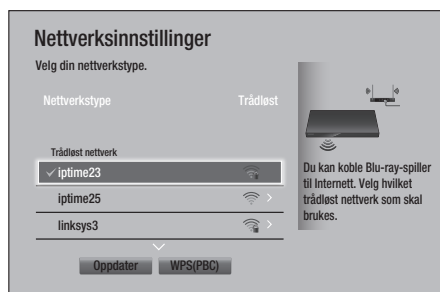 Nettverksinnstillinger
Velg din nettverkstype.
Nettverkstype Trådløst
Trådløst nettverk
iptime23
iptime25
linksys3
Oppdater WPS(PBC)
Du kan koble Blu-ray-spiller
til Internett. Velg hvilket
trådløst nettverk som skal
brukes.